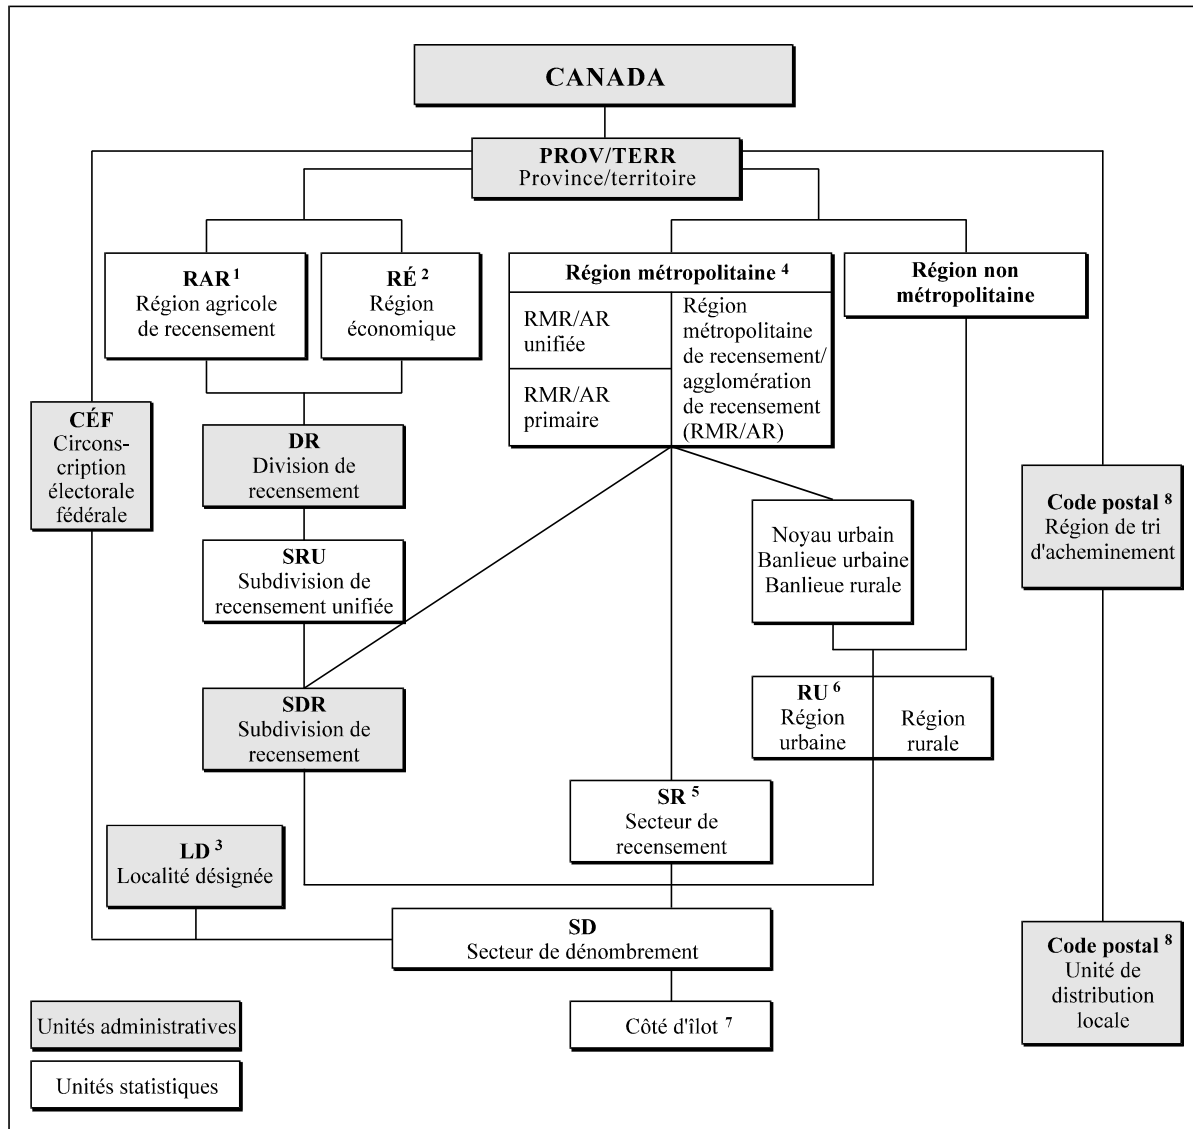 CANADA
PROV/TERR
Province/territoire
RAR 1
Région agricole
de recensement
RÉ 2
Région
économique
Région métropolitaine 4
RMR/AR
unifiée
RMR/AR
primaire
Région
métropolitaine
de recensement/
agglomération
de recensement
(RMR/AR)
Région non
métropolitaine
CÉF
Circons-
cription
électorale
fédérale
DR
Division de
recensement
Code postal 8
Région de tri
d'acheminement
SRU
Subdivision de
recensement unifiée
Noyau urbain
Banlieue urbaine
Banlieue rurale
SDR
Subdivision de
recensement
RU 6
Région
urbaine
Région
rurale
SR 5
Secteur de
recensement
LD 3
Localité désignée
SD
Secteur de dénombrement
Code postal 8
Unité de
distribution
locale
Côté d'îlot 7
Unités administratives
Unités statistiques